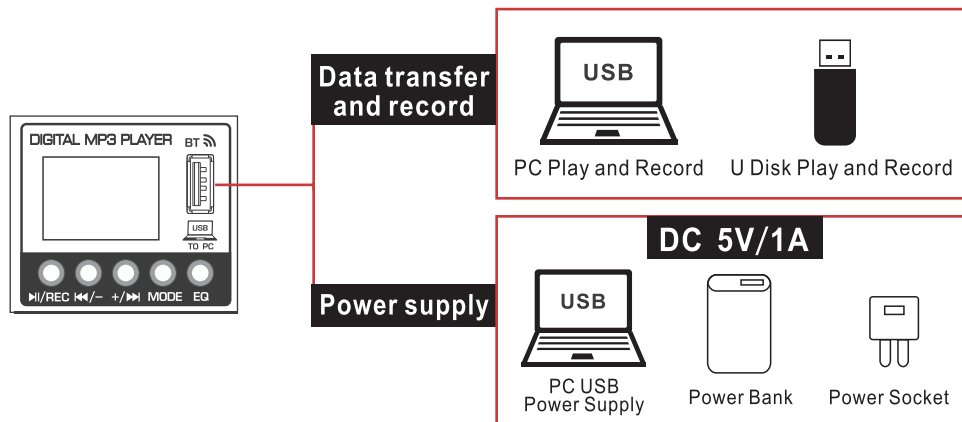 DIGITAL MP3 PLAYER
BT
USB
TO PC
/REC
/−
+/
MODE
EQ
Data transfer
and record
USB
PC Play and Record
U Disk Play and Record
Power supply
DC 5V/1A
USB
PC USB
Power Supply
Power Bank
Power Socket